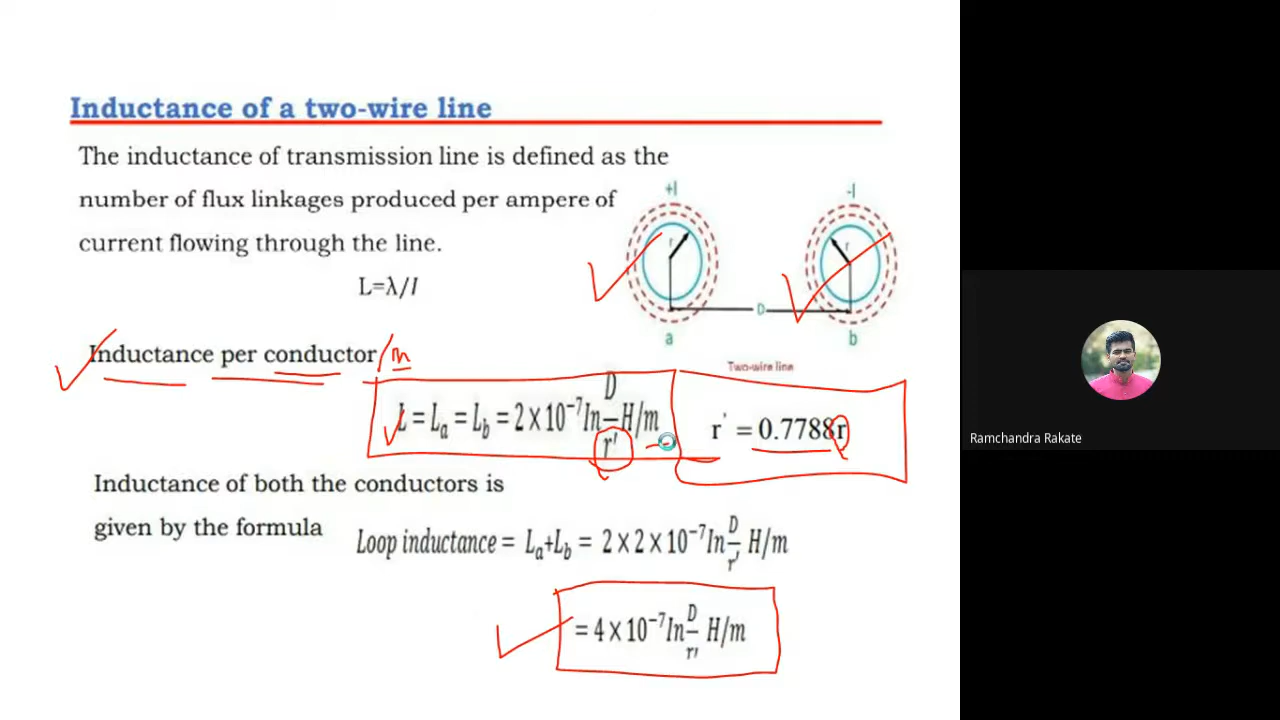 Inductance of a two-wire line
The inductance of transmission line is defined as the
number of flux linkages produced per ampere of
current flowing through the line.
L=λ/I
+I
-I
r
r
D
a
b
Two-wire line
Inductance per conductor/m
L = La = Lb = 2 × 10⁻⁷ In D/r' H/m
r' = 0.7788r
Inductance of both the conductors is
given by the formula
Loop inductance = La+Lb = 2 × 2 × 10⁻⁷ In D/r' H/m
= 4 × 10⁻⁷ In D/r' H/m
Ramchandra Rakate